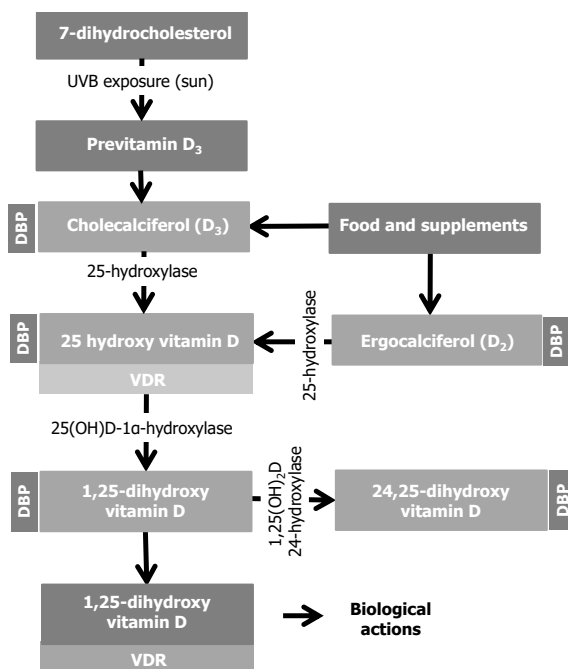 7-dihydrocholesterol
UVB exposure (sun)
Previtamin D₃
DBP
Cholecalciferol (D₃)
Food and supplements
25-hydroxylase
DBP
25 hydroxy vitamin D
VDR
25-hydroxylase
Ergocalciferol (D₂)
DBP
25(OH)D-1α-hydroxylase
DBP
1,25-dihydroxy
vitamin D
1,25(OH)₂D
24-hydroxylase
24,25-dihydroxy
vitamin D
DBP
1,25-dihydroxy
vitamin D
VDR
Biological
actions